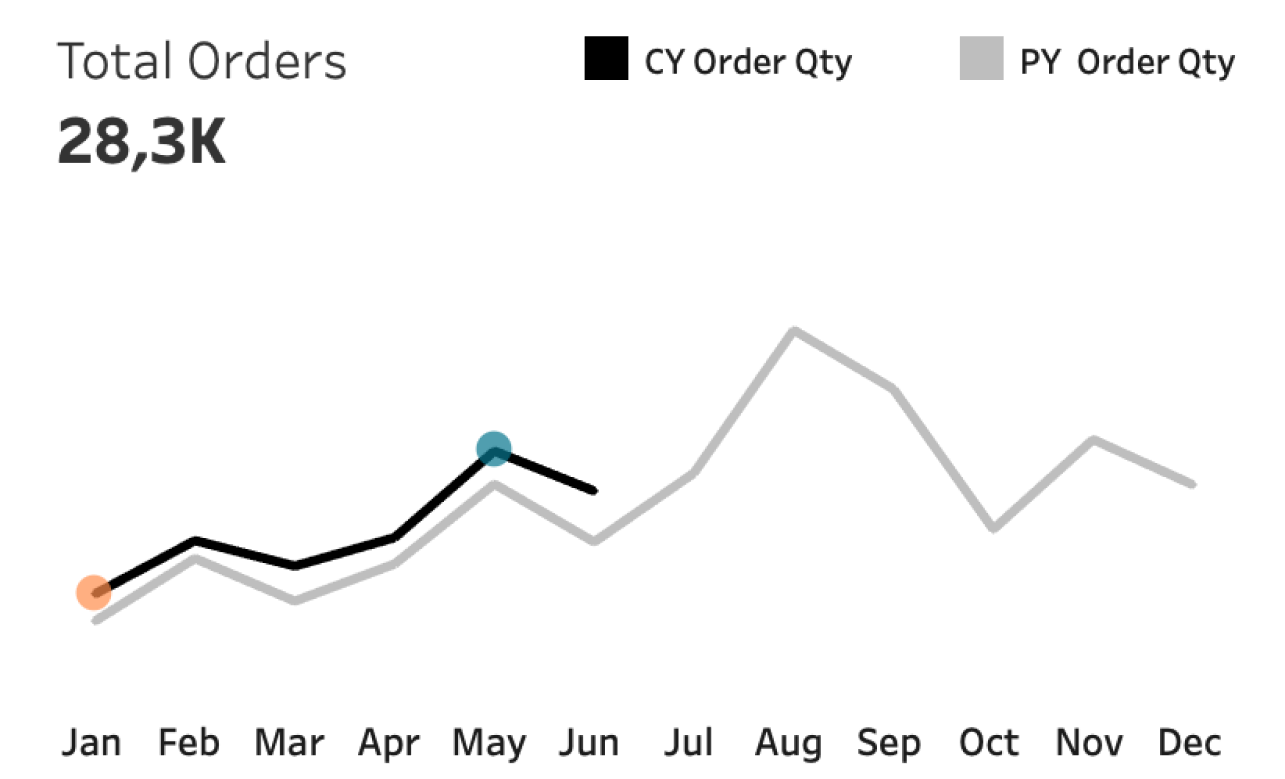 Total Orders
28,3K
CY Order Qty
PY Order Qty
Jan Feb Mar Apr May Jun Jul Aug Sep Oct Nov Dec